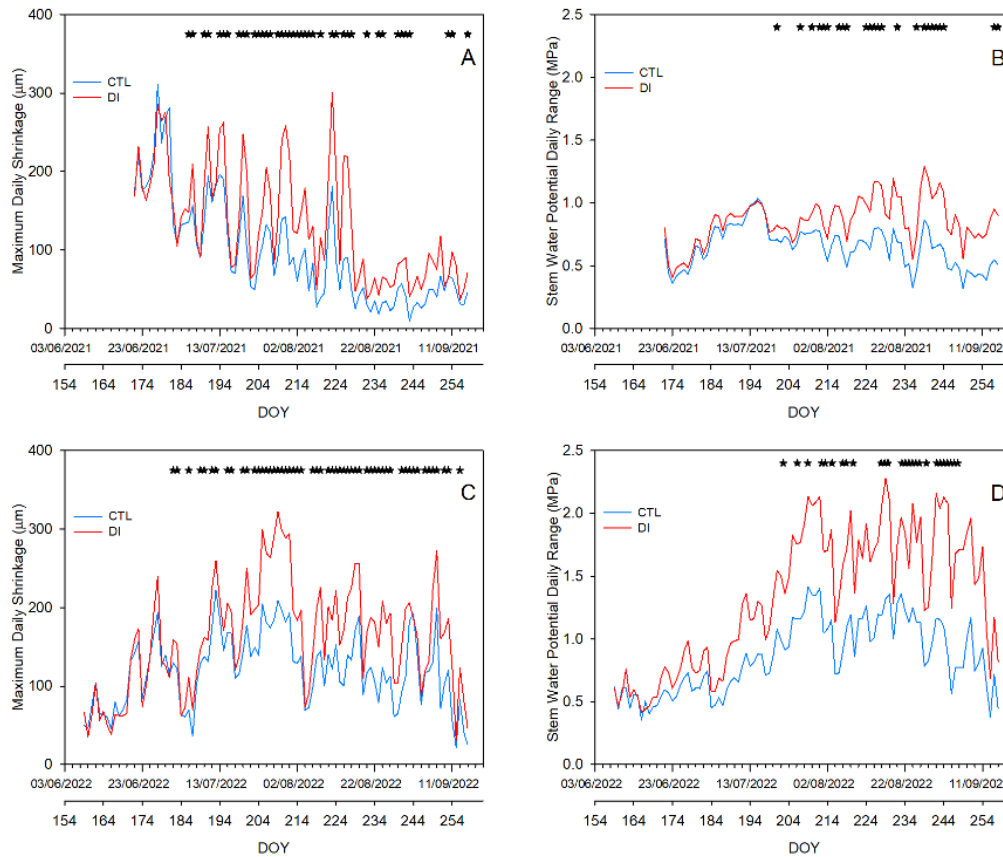 A
Maximum Daily Shrinkage (μm)
400
300
200
100
0
CTL
DI
03/06/2021 23/06/2021 13/07/2021 02/08/2021 22/08/2021 11/09/2021
154 164 174 184 194 204 214 224 234 244 254
DOY
B
Stem Water Potential Daily Range (MPa)
2.5
2.0
1.5
1.0
0.5
0.0
CTL
DI
03/06/2021 23/06/2021 13/07/2021 02/08/2021 22/08/2021 11/09/2021
154 164 174 184 194 204 214 224 234 244 254
DOY
C
Maximum Daily Shrinkage (μm)
400
300
200
100
0
CTL
DI
03/06/2022 23/06/2022 13/07/2022 02/08/2022 22/08/2022 11/09/2022
154 164 174 184 194 204 214 224 234 244 254
DOY
D
Stem Water Potential Daily Range (MPa)
2.5
2.0
1.5
1.0
0.5
0.0
CTL
DI
03/06/2022 23/06/2022 13/07/2022 02/08/2022 22/08/2022 11/09/2022
154 164 174 184 194 204 214 224 234 244 254
DOY